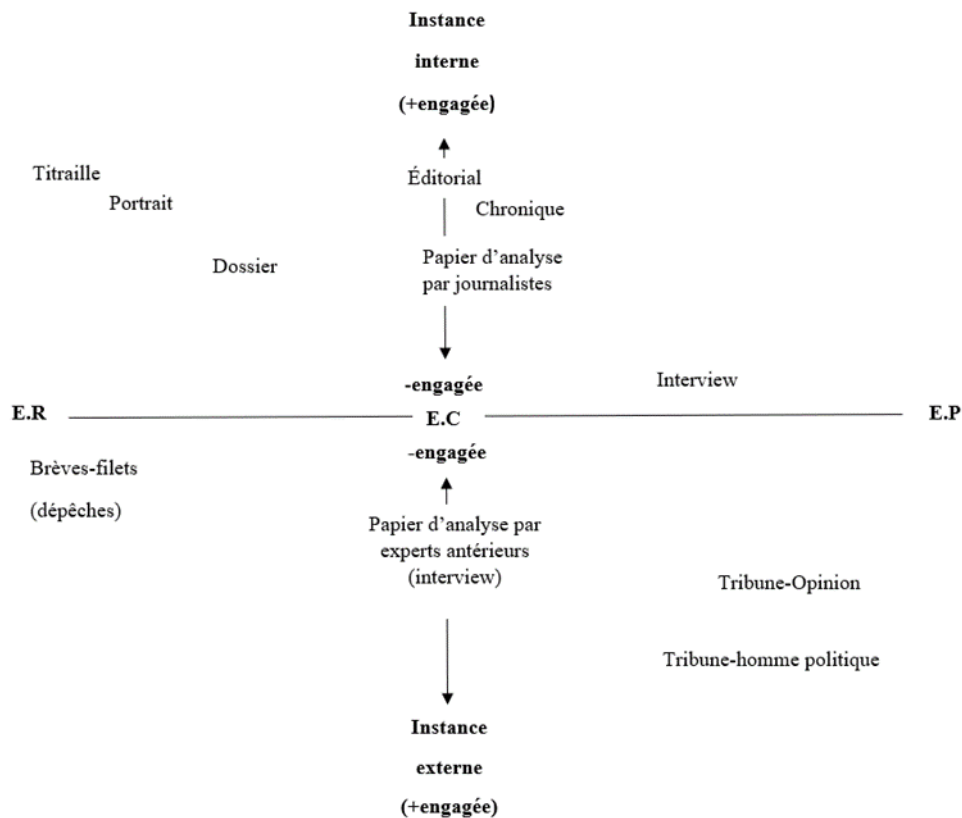 Instance
interne
(+engagée)
Titraille
Éditorial
Portrait
Chronique
Dossier
Papier d'analyse
par journalistes
-engagée
Interview
E.R
E.C
E.P
-engagée
Brèves-filets
(dépêches)
Papier d'analyse par
experts antérieurs
(interview)
Tribune-Opinion
Tribune-homme politique
Instance
externe
(+engagée)